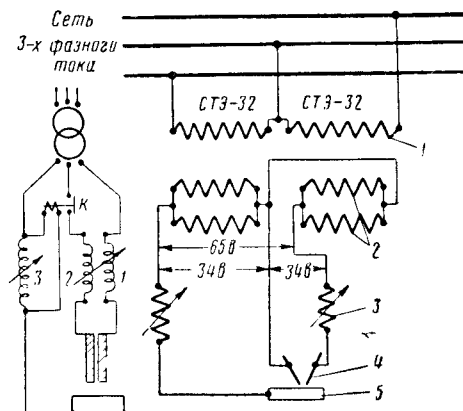 Сеть
3-х фазного
тока
СТЭ-32 СТЭ-32
1
К
2
65в
34в 34в
3 2 1
3
4
5